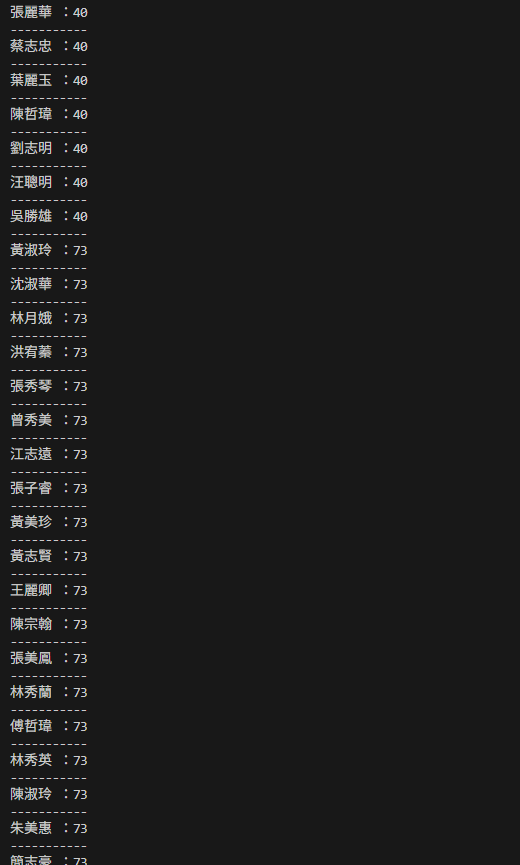 張麗華 ：40
-----------
蔡志忠 ：40
-----------
葉麗玉 ：40
-----------
陳哲瑋 ：40
-----------
劉志明 ：40
-----------
汪聰明 ：40
-----------
吳勝雄 ：40
-----------
黃淑玲 ：73
-----------
沈淑華 ：73
-----------
林月娥 ：73
-----------
洪宥蓁 ：73
-----------
張秀琴 ：73
-----------
曾秀美 ：73
-----------
江志遠 ：73
-----------
張子睿 ：73
-----------
黃美珍 ：73
-----------
黃志賢 ：73
-----------
王麗卿 ：73
-----------
陳宗翰 ：73
-----------
張美鳳 ：73
-----------
林秀蘭 ：73
-----------
傅哲瑋 ：73
-----------
林秀英 ：73
-----------
陳淑玲 ：73
-----------
朱美惠 ：73
-----------
簡志豪 ：73